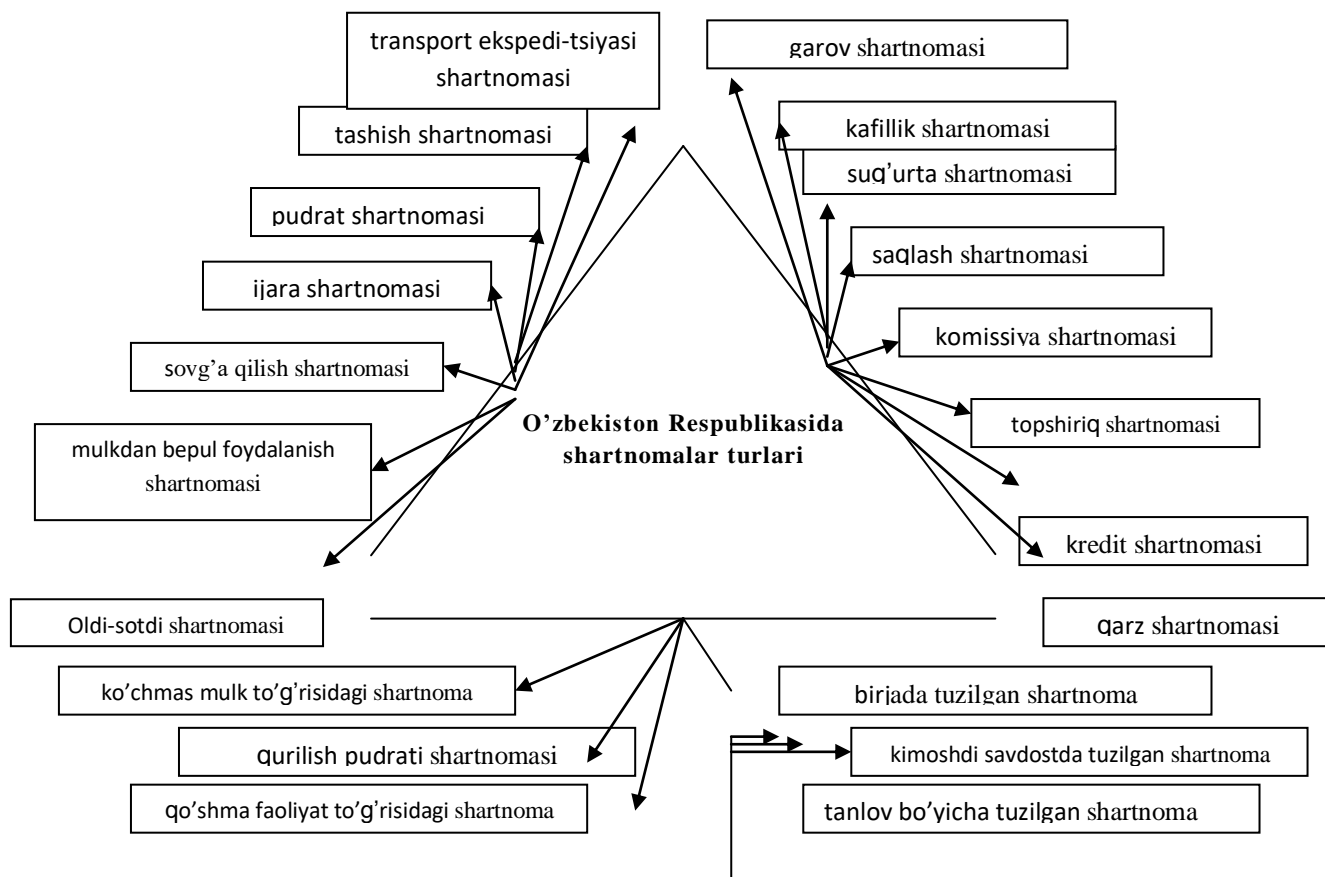 transport ekspedi-tsiyasi
shartnomasi
garov shartnomasi
tashish shartnomasi
kafillik shartnomasi
sug’urta shartnomasi
pudrat shartnomasi
saqlash shartnomasi
ijara shartnomasi
komissiya shartnomasi
sovg’a qilish shartnomasi
topshiriq shartnomasi
O’zbekiston Respublikasida
shartnomalar turlari
mulkdan bepul foydalanish
shartnomasi
kredit shartnomasi
Oldi-sotdi shartnomasi
qarz shartnomasi
ko’chmas mulk to’g’risidagi shartnoma
birjada tuzilgan shartnoma
qurilish pudrati shartnomasi
kimoshdi savdostda tuzilgan shartnoma
qo’shma faoliyat to’g’risidagi shartnoma
tanlov bo’yicha tuzilgan shartnoma